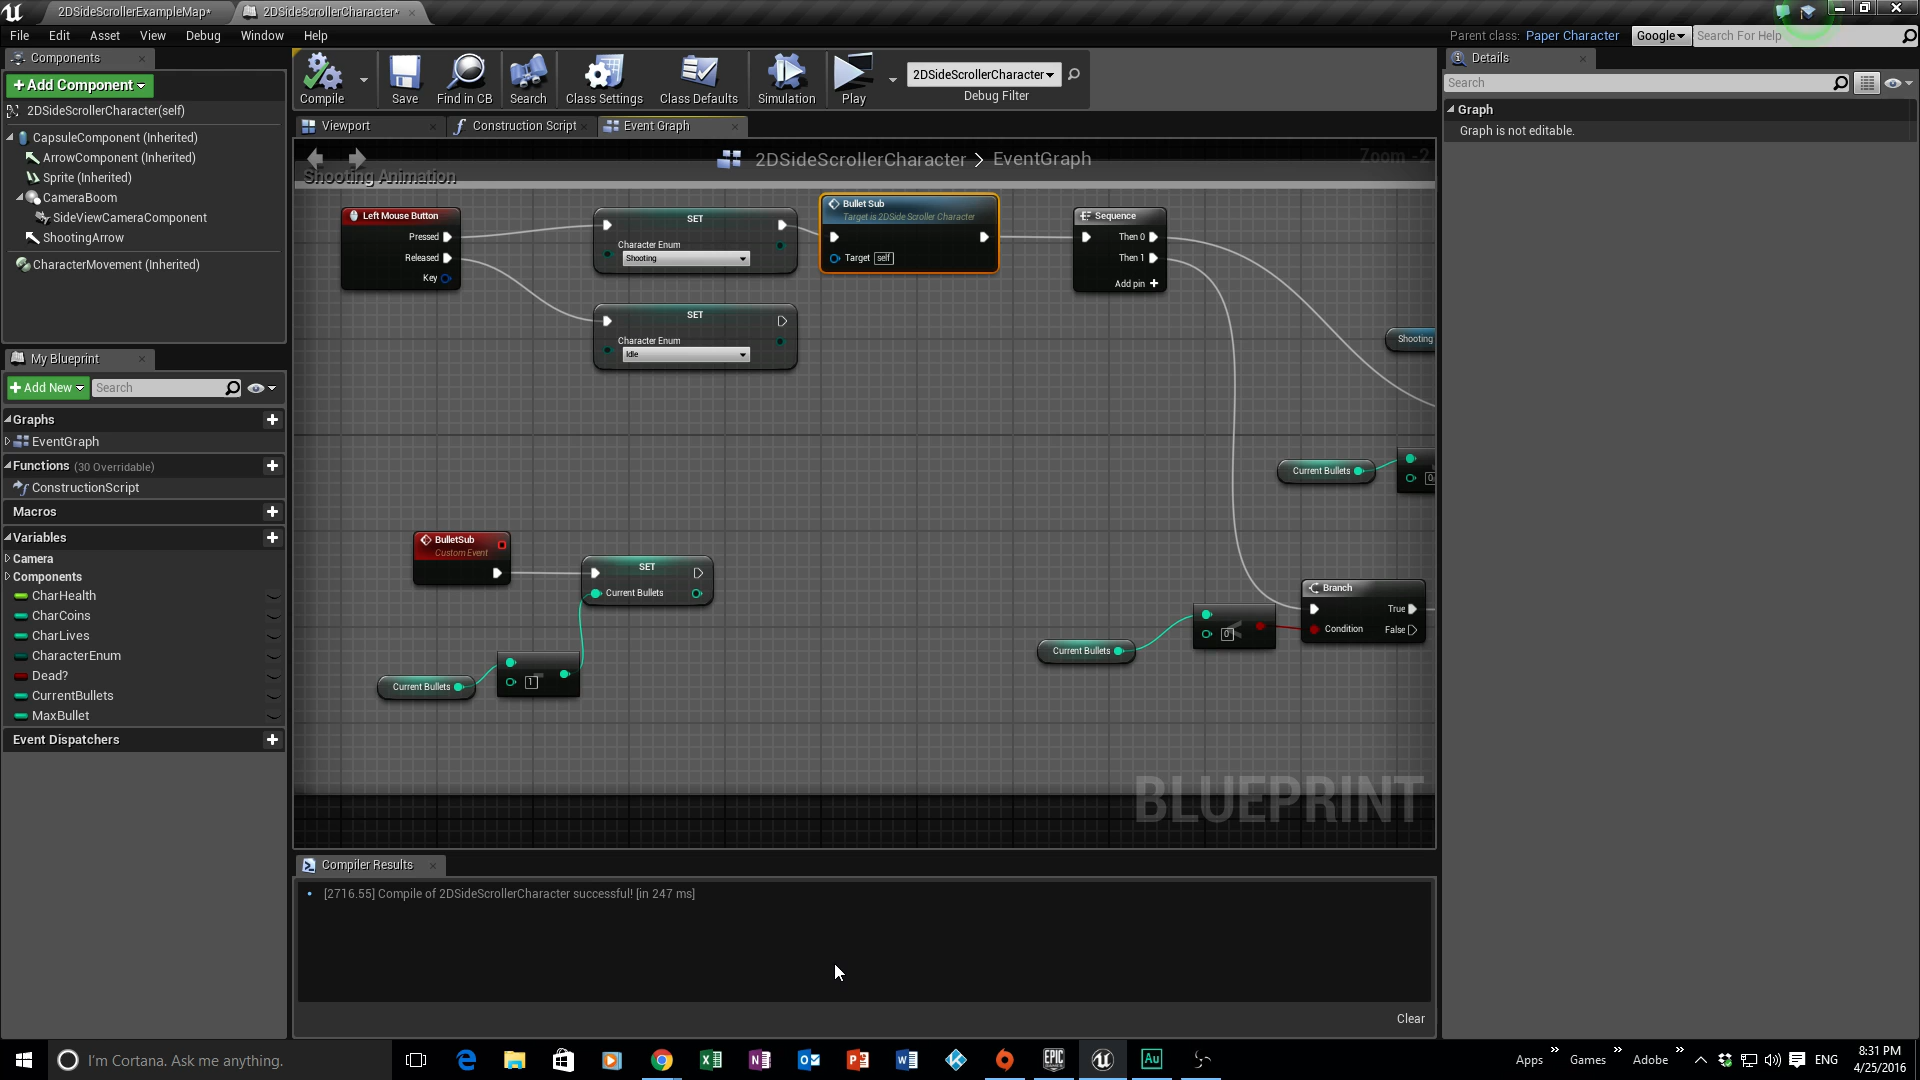 2DSideScrollerExampleMap*
2DSideScrollerCharacter*
File Edit Asset View Debug Window Help
Parent class: Paper Character
Google
Search For Help
Components
+Add Component
2DSideScrollerCharacter(self)
CapsuleComponent (Inherited)
ArrowComponent (Inherited)
Sprite (Inherited)
CameraBoom
SideViewCameraComponent
ShootingArrow
CharacterMovement (Inherited)
My Blueprint
+Add New
Search
Graphs
EventGraph
Functions (30 Overridable)
ConstructionScript
Macros
Variables
Camera
Components
CharHealth
CharCoins
CharLives
CharacterEnum
Dead?
CurrentBullets
MaxBullet
Event Dispatchers
Compile
Save
Find in CB
Search
Class Settings
Class Defaults
Simulation
Play
2DSideScrollerCharacter
Debug Filter
Viewport
Construction Script
Event Graph
2DSideScrollerCharacter > EventGraph
Zoom -2
Shooting Animation
Left Mouse Button
Pressed
Released
Key
SET
Character Enum
Shooting
SET
Character Enum
Idle
Bullet Sub
Target is 2DSide Scroller Character
Target self
Sequence
Then 0
Then 1
Add pin +
Shooting
Current Bullets
0
BulletSub
Custom Event
SET
Current Bullets
Current Bullets
1
Current Bullets
0
Branch
True
Condition
False
BLUEPRINT
Compiler Results
[2716.55] Compile of 2DSideScrollerCharacter successful! [in 247 ms]
Clear
Details
Search
Graph
Graph is not editable.
I'm Cortana. Ask me anything.
EPIC GAMES
Au
Apps
Games
Adobe
ENG
8:31 PM
4/25/2016